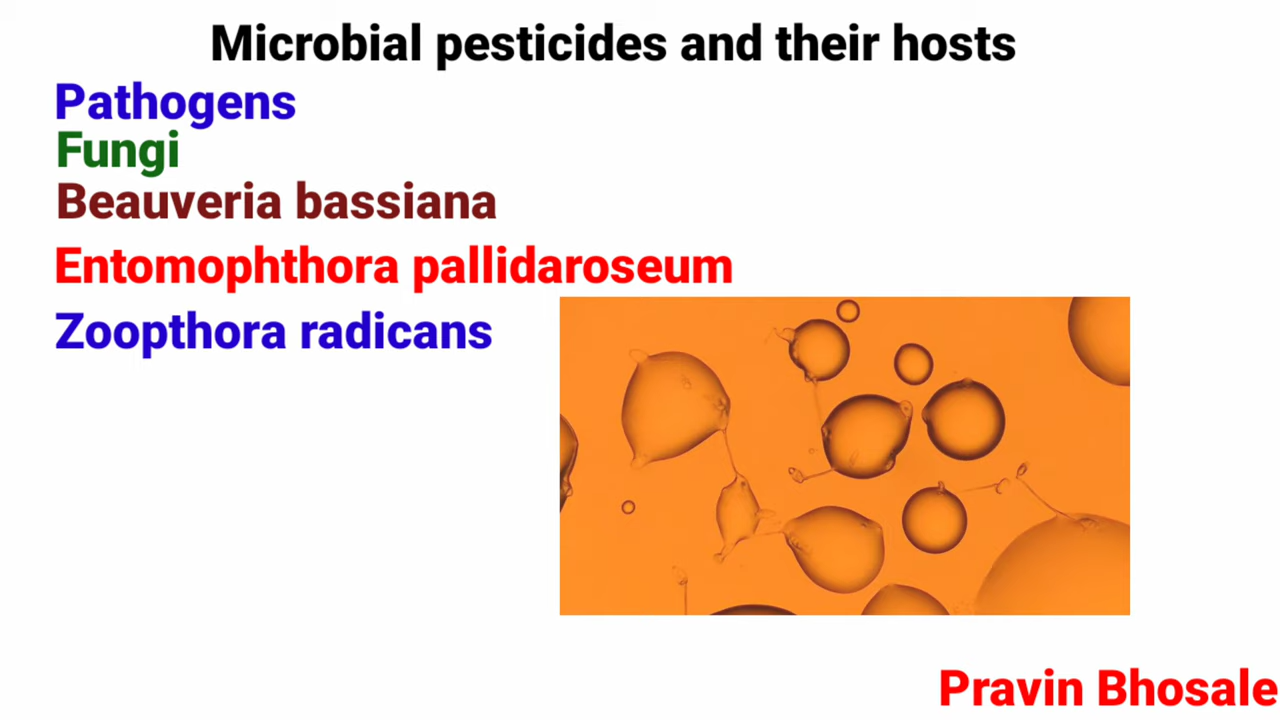 Microbial pesticides and their hosts
Pathogens
Fungi
Beauveria bassiana
Entomophthora pallidaroseum
Zoopthora radicans
Pravin Bhosale